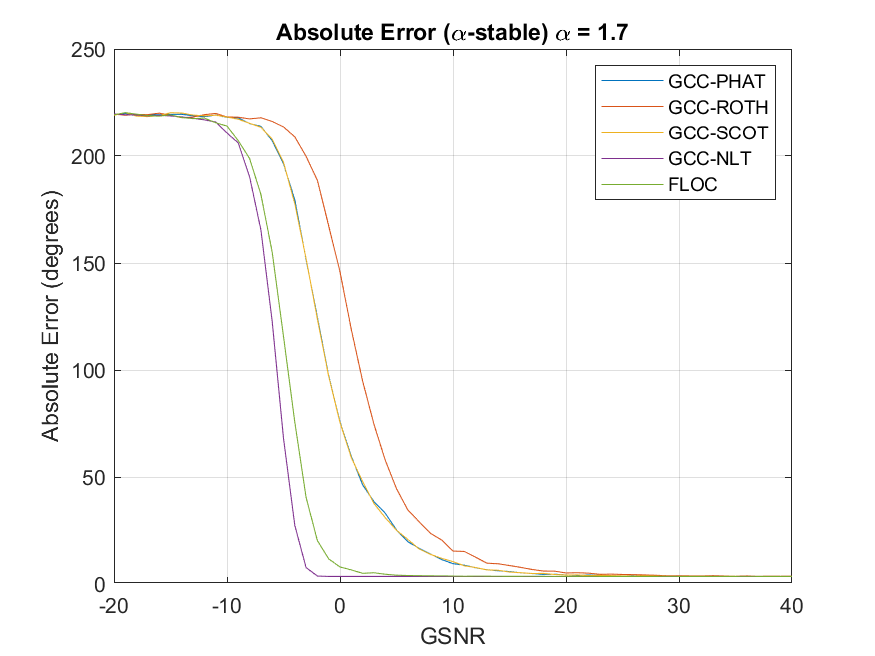 Absolute Error (α-stable) α = 1.7
250
200
150
100
50
0
Absolute Error (degrees)
GCC-PHAT
GCC-ROTH
GCC-SCOT
GCC-NLT
FLOC
-20
-10
0
10
20
30
40
GSNR